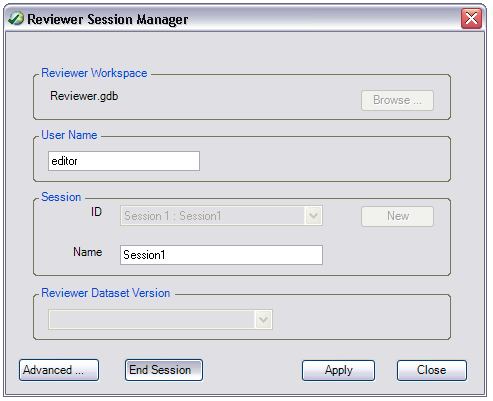 Reviewer Session Manager
Reviewer Workspace
Reviewer.gdb
Browse ...
User Name
editor
Session
ID
Session 1 : Session1
New
Name
Session1
Reviewer Dataset Version
Advanced ...
End Session
Apply
Close